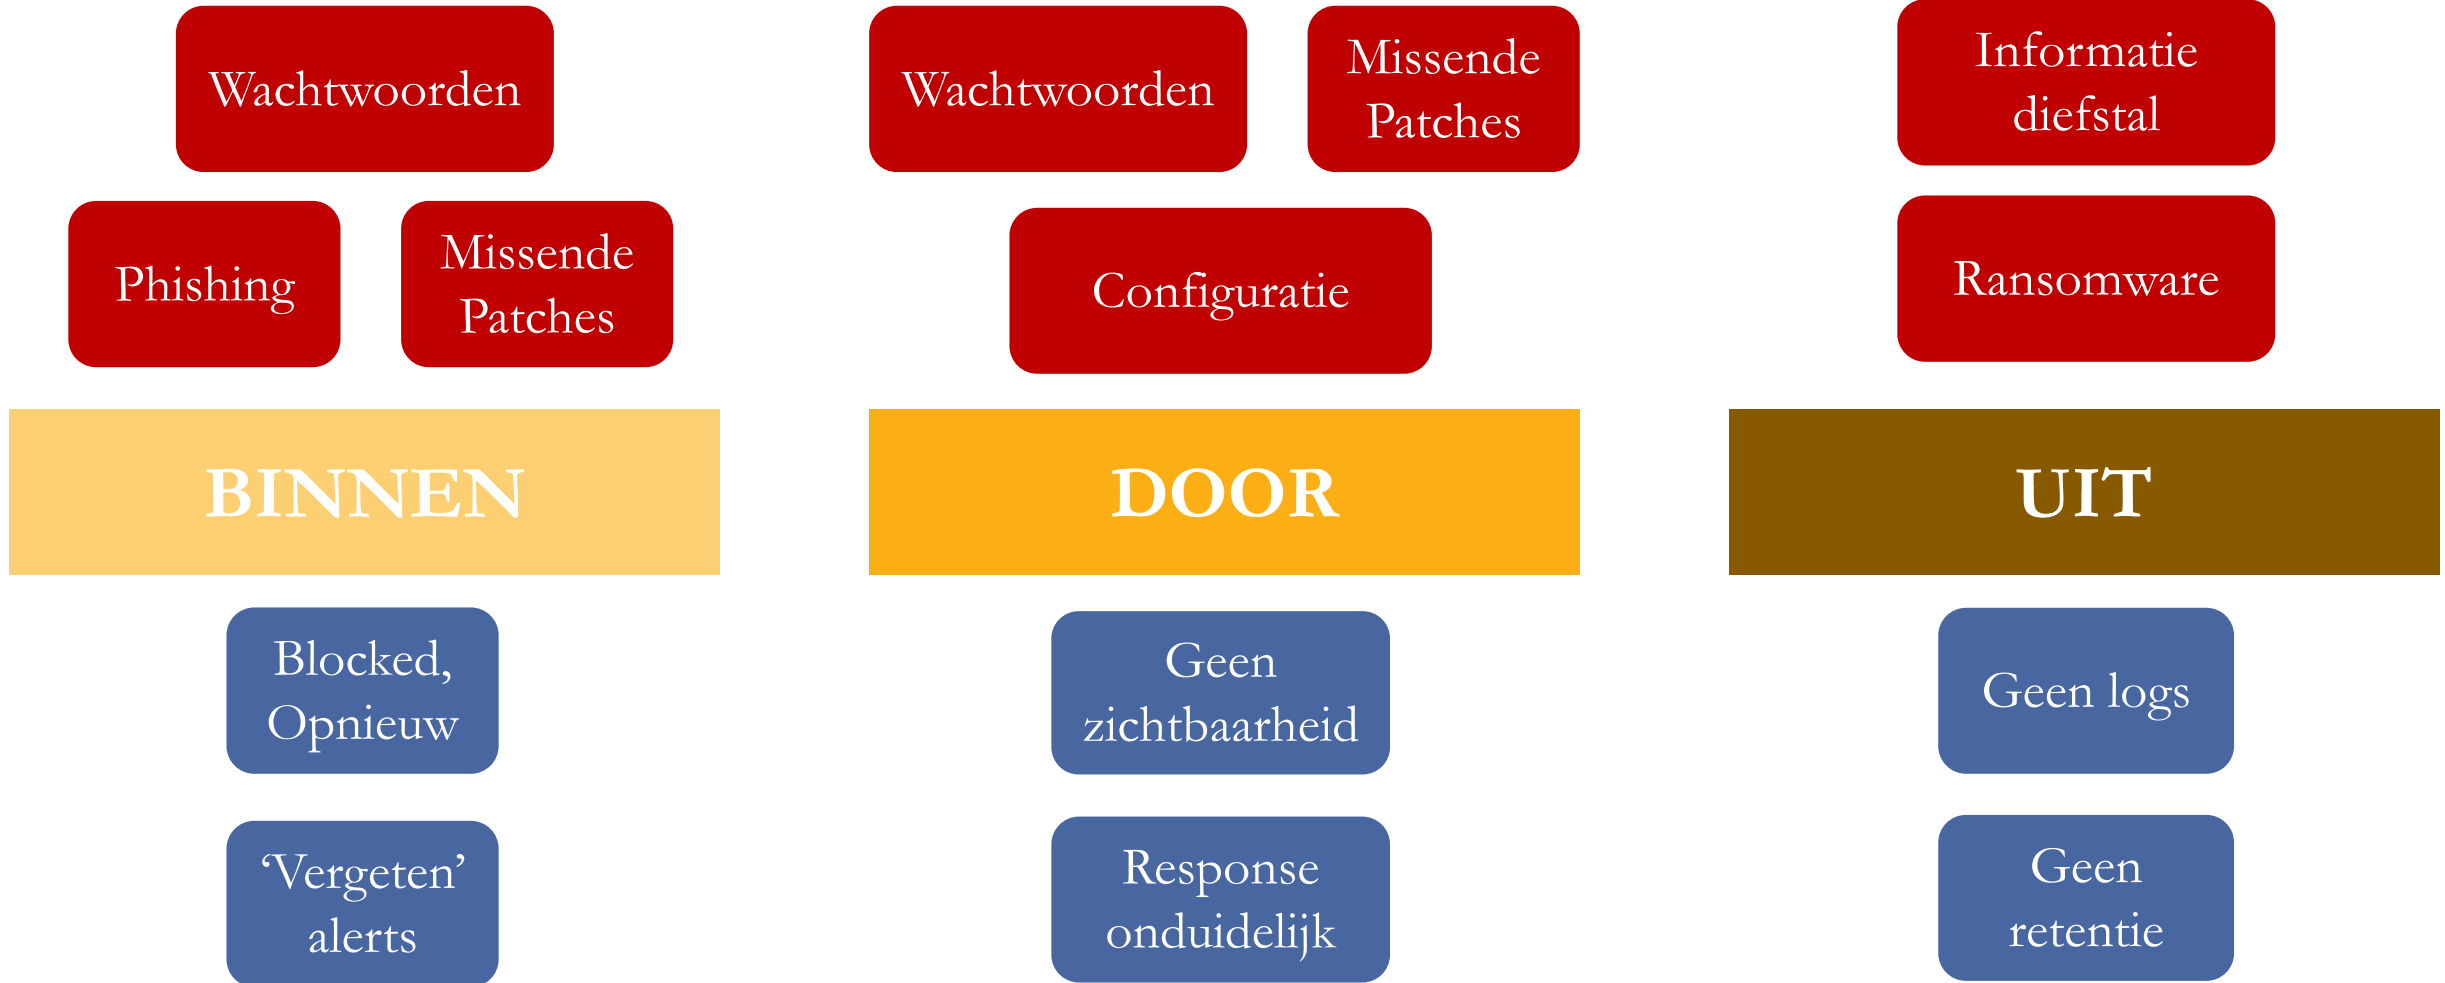 Wachtwoorden
Phishing
Missende
Patches
BINNEN
Blocked,
Opnieuw
‘Vergeten’
alerts
Wachtwoorden
Missende
Patches
Configuratie
DOOR
Geen
zichtbaarheid
Response
onduidelijk
Informatie
diefstal
Ransomware
UIT
Geen logs
Geen
retentie